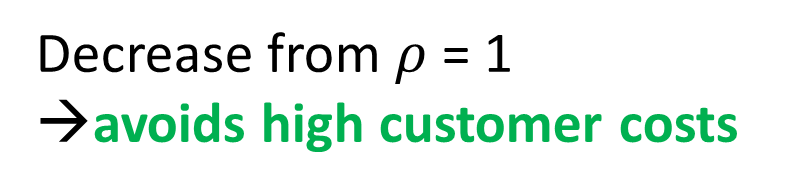 Decrease from ρ = 1
→avoids high customer costs